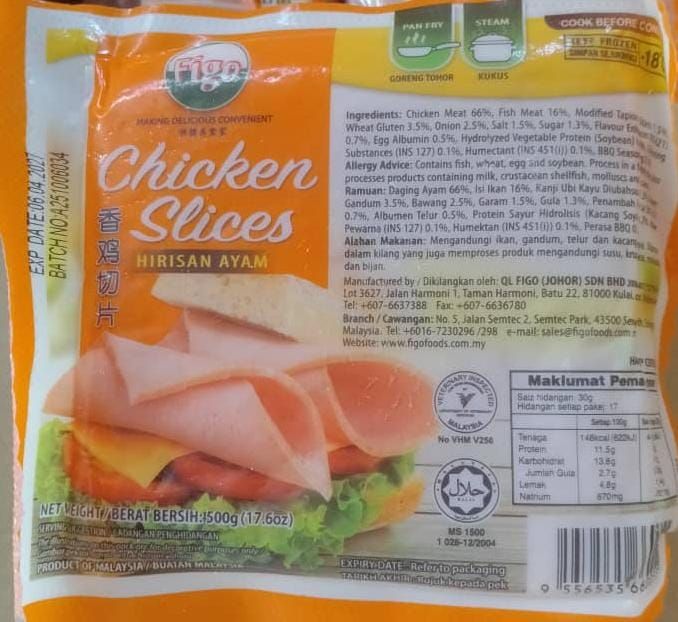 PAN FRY
STEAM
COOK BEFORE
GORENG
KUKUS
-18
Figo
MAKING DELICIOUS CONVENIENT
Chicken
Slices
HIRISAN AYAM
香鸡切片
EXP DATE:06.04.2027
BATCH NO:A251006034
Ingredients: Chicken Meat 66%, Fish Meat 16%, Modified
Wheat Gluten 3.5%, Onion 2.5%, Salt 1.5%, Sugar 1.3%, Flavour
0.7%, Egg Albumin 0.5%, Hydrolyzed Vegetable Protein (Soybean)
Substances (INS 127) 0.1%, Humectant (INS 451(i)) 0.1%, BBQ
Allergy Advice: Contains fish, wheat, egg and soybean. Process in a
processes products containing milk, crustacean shellfish, molluscs
Ramuan: Daging Ayam 66%, Isi Ikan 16%, Kanji Ubi Kayu
Gandum 3.5%, Bawang 2.5%, Garam 1.5%, Gula 1.3%, Penambah
0.7%, Albumen Telur 0.5%, Protein Sayur Hidrolisis (Kacang
Pewarna (INS 127) 0.1%, Humektan (INS 451(i)) 0.1%, Perasa BBQ
Alahan Makanan: Mengandungi ikan, gandum, telur dan
dalam kilang yang juga memproses produk mengandungi susu,
dan bijan.
Manufactured by / Dikilangkan oleh: QL FIGO (JOHOR) SDN BHD
Lot 3627, Jalan Harmoni 1, Taman Harmoni, Batu 22, 81000 Kulai,
Tel: +607-6637388 Fax: +607-6636780
Branch / Cawangan: No. 5, Jalan Semtec 2, Semtec Park, 43500
Malaysia. Tel: +6016-7230296 /298 e-mail: sales@figofoods.com
Website: www.figofoods.com.my
VETERINARY INSPECTED
MALAYSIA
No VHM V256
حلال
HALAL
MS 1500
1 028-12/2004
Maklumat
Saiz hidangan: 30g
Hidangan setiap pakej: 17
Setiap 100g
Tenaga 148kcal (622kJ)
Protein 11.5g
Karbohidrat 13.8g
Jumlah Gula 2.7g
Lemak 4.8g
Natrium 670mg
NET WEIGHT/ BERAT BERSIH: 500g (17.6oz)
SERVING SUGGESTION / CADANGAN PENGHIDANGAN
PRODUCT OF MALAYSIA / BUATAN MALAYSIA
EXPIRY DATE: Refer to packaging
TARIKH AKHIR: Rujuk kepada pek
9 556535